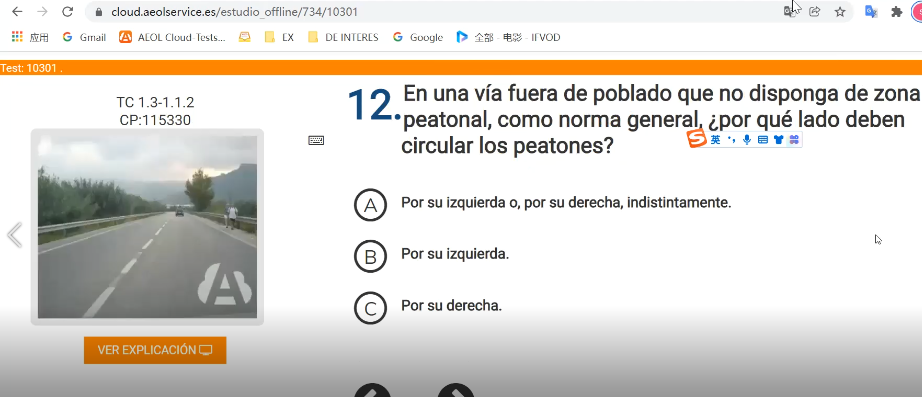 cloud.aeolservice.es/estudio_offline/734/10301
应用
Gmail
AEOL Cloud-Tests...
EX
DE INTERES
Google
全部 - 电影 - IFVOD
Test: 10301 .
TC 1.3-1.1.2
CP:115330
12. En una vía fuera de poblado que no disponga de zona
peatonal, como norma general, ¿por qué lado deben
circular los peatones?
英
A Por su izquierda o, por su derecha, indistintamente.
B Por su izquierda.
C Por su derecha.
VER EXPLICACIÓN